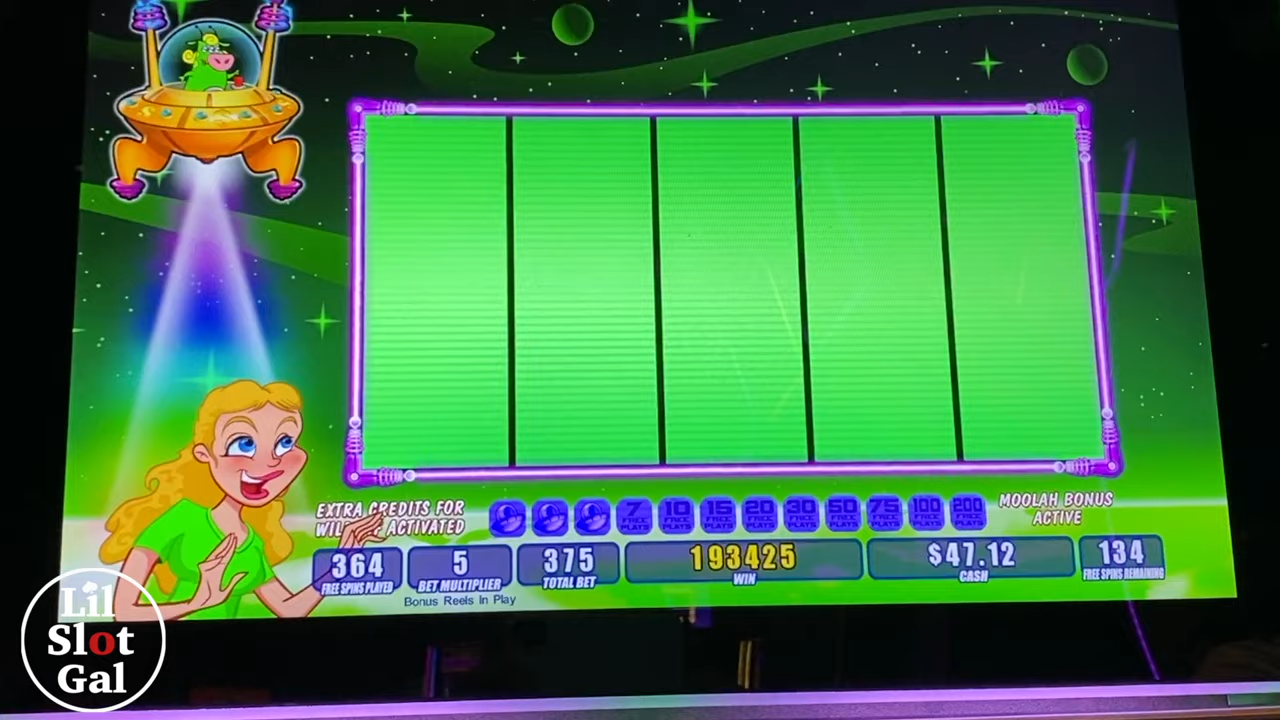 EXTRA CREDITS FOR
WILD ACTIVATED
7 FREE PLAYS
10 FREE PLAYS
15 FREE PLAYS
20 FREE PLAYS
30 FREE PLAYS
50 FREE PLAYS
75 FREE PLAYS
100 FREE PLAYS
200 FREE PLAYS
MOOLAH BONUS
ACTIVE
364
FREE SPINS PLAYED
5
BET MULTIPLIER
375
TOTAL BET
193425
WIN
$47.12
CASH
134
FREE SPINS REMAINING
Bonus Reels In Play
Lil
Slot
Gal